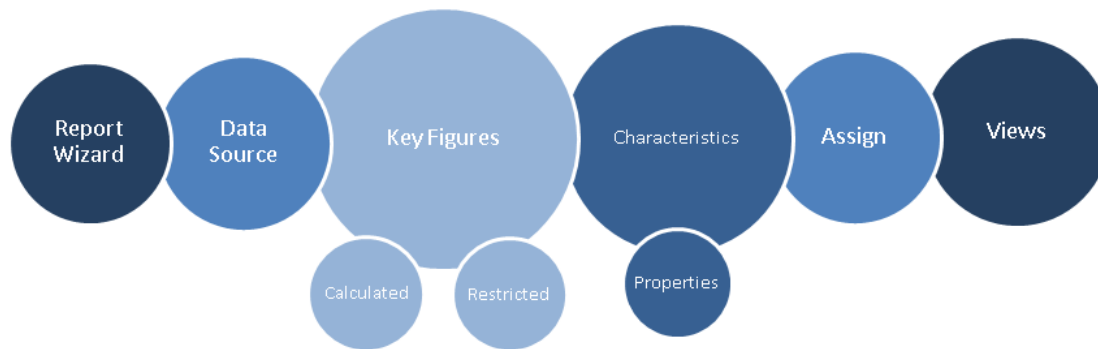 Report
Wizard
Data
Source
Key Figures
Characteristics
Assign
Views
Calculated
Restricted
Properties